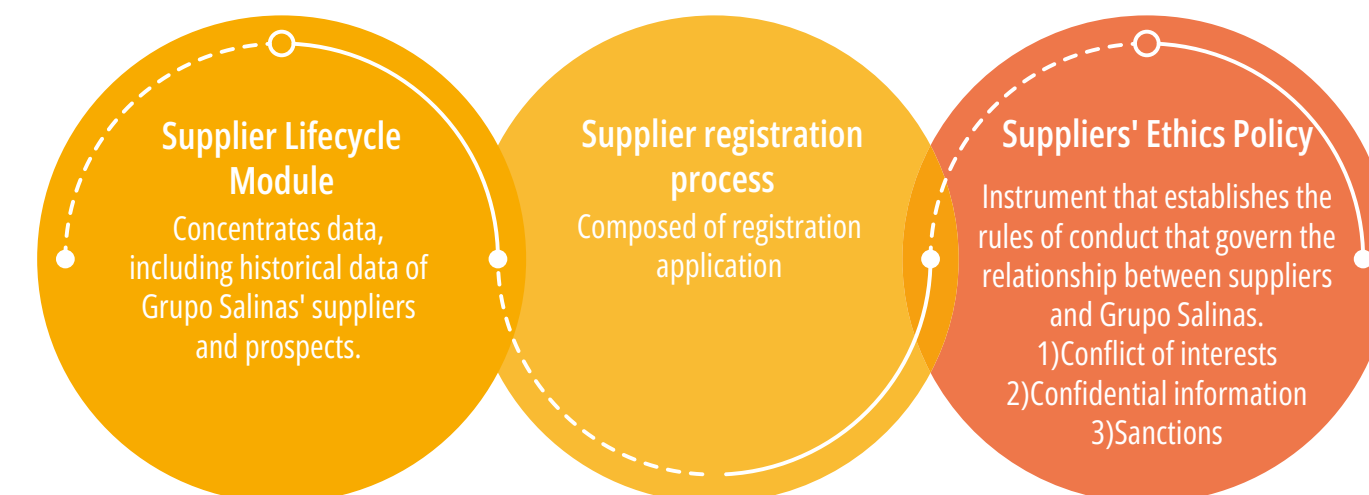 Supplier Lifecycle
Module
Concentrates data,
including historical data of
Grupo Salinas' suppliers
and prospects.
Supplier registration
process
Composed of registration
application
Suppliers' Ethics Policy
Instrument that establishes the
rules of conduct that govern the
relationship between suppliers
and Grupo Salinas.
1)Conflict of interests
2)Confidential information
3)Sanctions